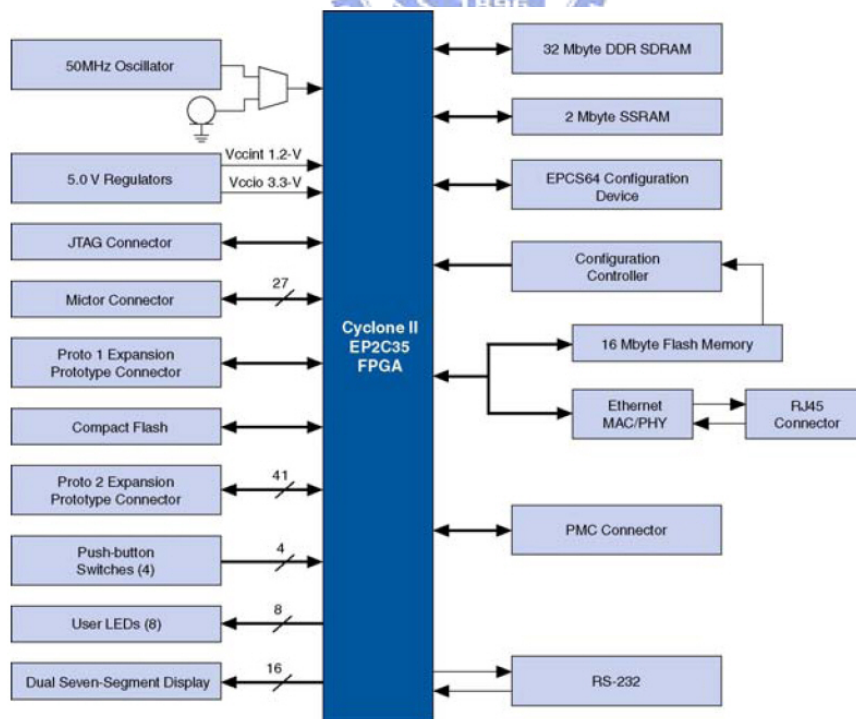 1896
50MHz Oscillator
5.0 V Regulators
Vccint 1.2-V
Vccio 3.3-V
JTAG Connector
Mictor Connector
27
Proto 1 Expansion
Prototype Connector
Compact Flash
Proto 2 Expansion
Prototype Connector
41
Push-button
Switches (4)
4
User LEDs (8)
8
Dual Seven-Segment Display
16
Cyclone II
EP2C35
FPGA
32 Mbyte DDR SDRAM
2 Mbyte SSRAM
EPCS64 Configuration
Device
Configuration
Controller
16 Mbyte Flash Memory
Ethernet
MAC/PHY
RJ45
Connector
PMC Connector
RS-232